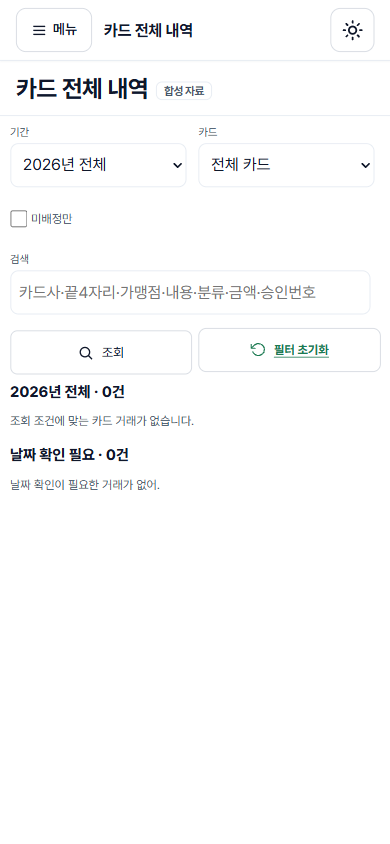 메뉴
카드 전체 내역
카드 전체 내역 합성 자료
기간
카드
2026년 전체
전체 카드
미배정만
검색
카드사·끝4자리·가맹점·내용·분류·금액·승인번호
조회
필터 초기화
2026년 전체 · 0건
조회 조건에 맞는 카드 거래가 없습니다.
날짜 확인 필요 · 0건
날짜 확인이 필요한 거래가 없어.